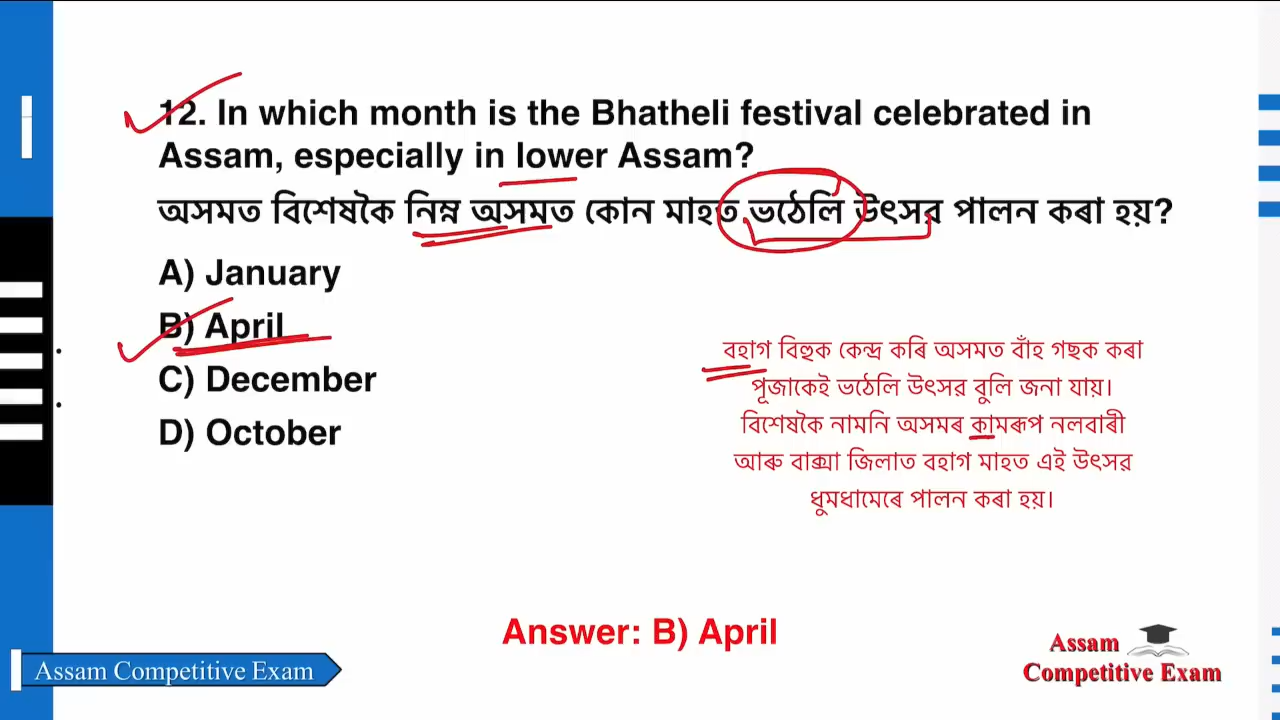 12. In which month is the Bhatheli festival celebrated in
Assam, especially in lower Assam?
অসমত বিশেষকৈ নিম্ন অসমত কোন মাহত ভঠেলি উৎসৱ পালন কৰা হয়?
A) January
B) April
C) December
D) October
বহাগ বিহুক কেন্দ্ৰ কৰি অসমত বাঁহ গছক কৰা
পূজাকেই ভঠেলি উৎসৱ বুলি জনা যায়।
বিশেষকৈ নামনি অসমৰ কামৰূপ নলবাৰী
আৰু বাক্সা জিলাত বহাগ মাহত এই উৎসৱ
ধুমধামেৰে পালন কৰা হয়।
Answer: B) April
Assam Competitive Exam
Assam
Competitive Exam